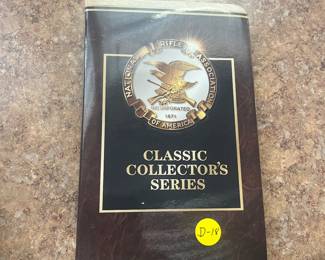 NATIONAL RIFLE ASSOCIATION
INCORPORATED
1871
OF AMERICA
CLASSIC
COLLECTOR'S
SERIES
D-18